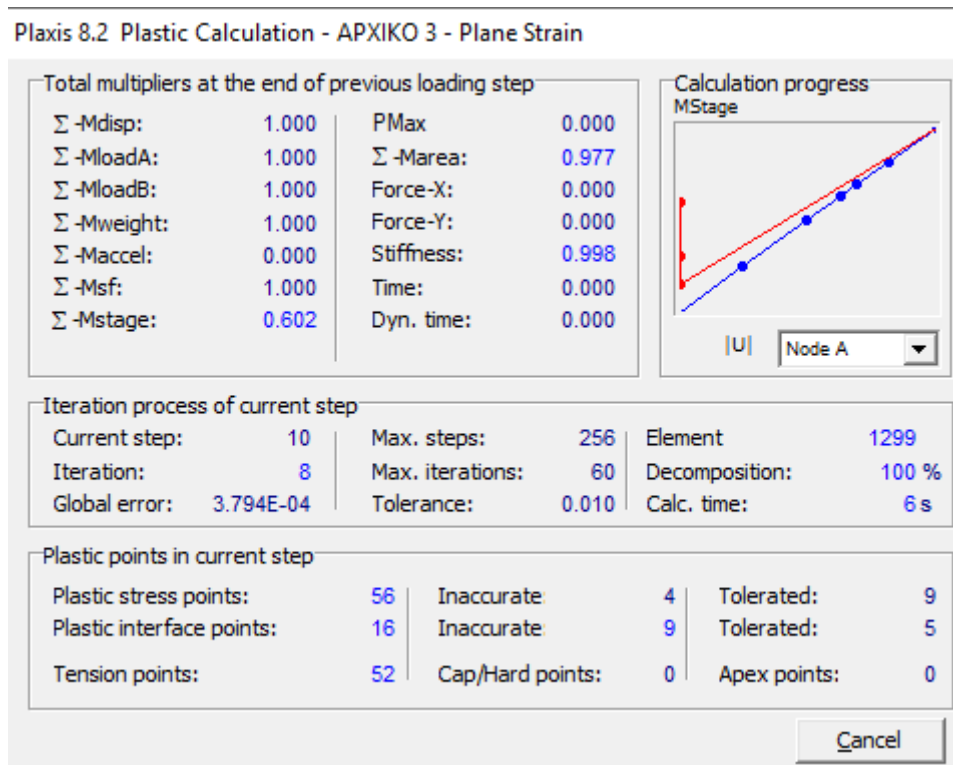 Plaxis 8.2 Plastic Calculation - ΑΡΧΙΚΟ 3 - Plane Strain
Total multipliers at the end of previous loading step
Σ -Mdisp: 1.000 PMax 0.000
Σ -MloadA: 1.000 Σ -Marea: 0.977
Σ -MloadB: 1.000 Force-X: 0.000
Σ -Mweight: 1.000 Force-Y: 0.000
Σ -Maccel: 0.000 Stiffness: 0.998
Σ -Msf: 1.000 Time: 0.000
Σ -Mstage: 0.602 Dyn. time: 0.000
Calculation progress
MStage
|U| Node A
Iteration process of current step
Current step: 10 Max. steps: 256 Element 1299
Iteration: 8 Max. iterations: 60 Decomposition: 100 %
Global error: 3.794E-04 Tolerance: 0.010 Calc. time: 6 s
Plastic points in current step
Plastic stress points: 56 Inaccurate: 4 Tolerated: 9
Plastic interface points: 16 Inaccurate: 9 Tolerated: 5
Tension points: 52 Cap/Hard points: 0 Apex points: 0
Cancel